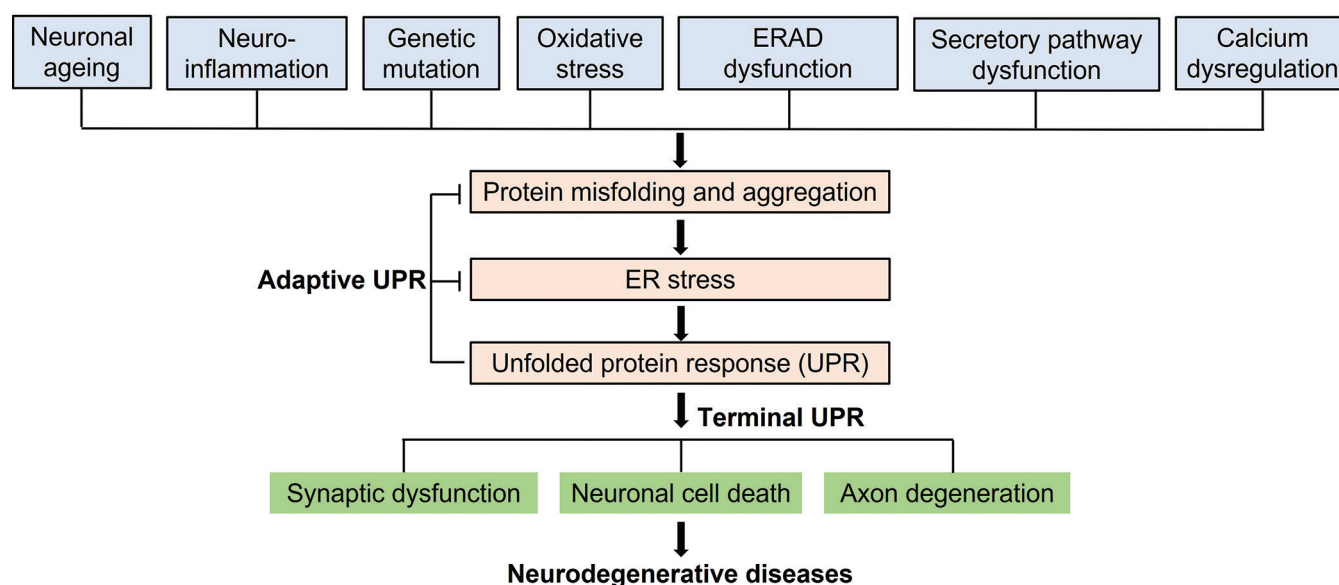 Neuronal
ageing
Neuro-
inflammation
Genetic
mutation
Oxidative
stress
ERAD
dysfunction
Secretory pathway
dysfunction
Calcium
dysregulation
Protein misfolding and aggregation
Adaptive UPR
ER stress
Unfolded protein response (UPR)
Terminal UPR
Synaptic dysfunction
Neuronal cell death
Axon degeneration
Neurodegenerative diseases